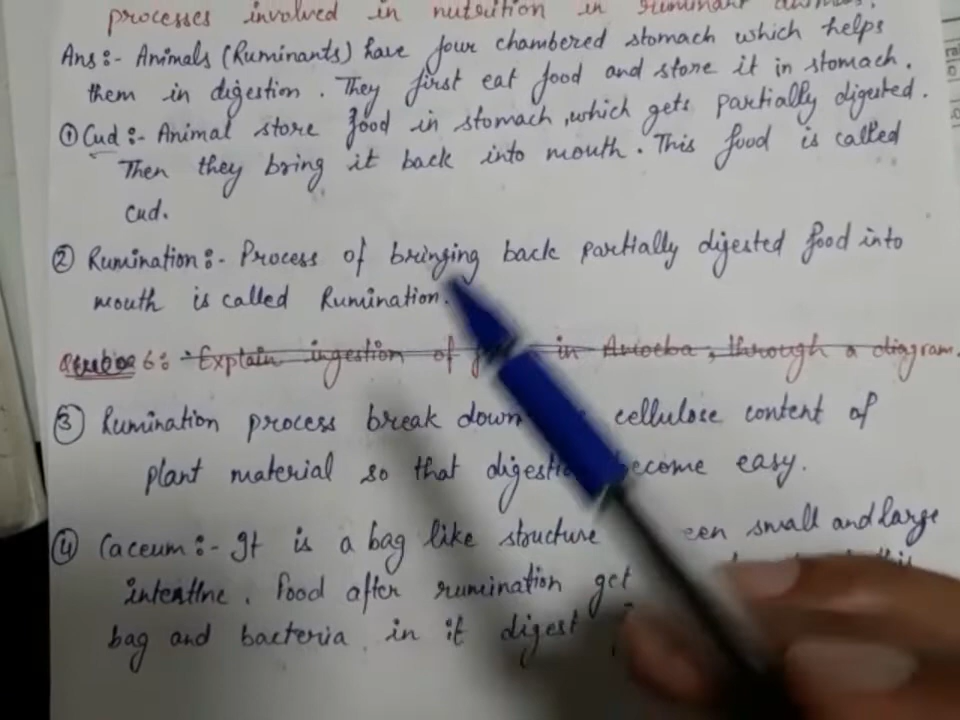 processes involved in nutrition in ruminant
Ans:- Animals (Ruminants) have four chambered stomach which helps
them in digestion. They first eat food and store it in stomach.
① Cud :- Animal store food in stomach, which gets partially digested.
Then they bring it back into mouth. This food is called
cud.
② Rumination:- Process of bringing back partially digested food into
mouth is called Rumination.
6: Explain ingestion of in Amoeba, through a diagram.
③ Rumination process break down cellulose content of
plant material so that become easy.
④ Caceum:- It is a bag like structure small and large
intenttne. Food after rumination get
bag and bacteria in it digest